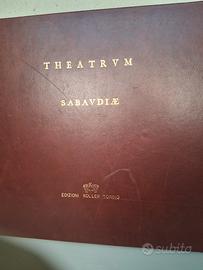 THEATRVM
SABAVDIÆ
EDIZIONI ROLLER TORINO
subito